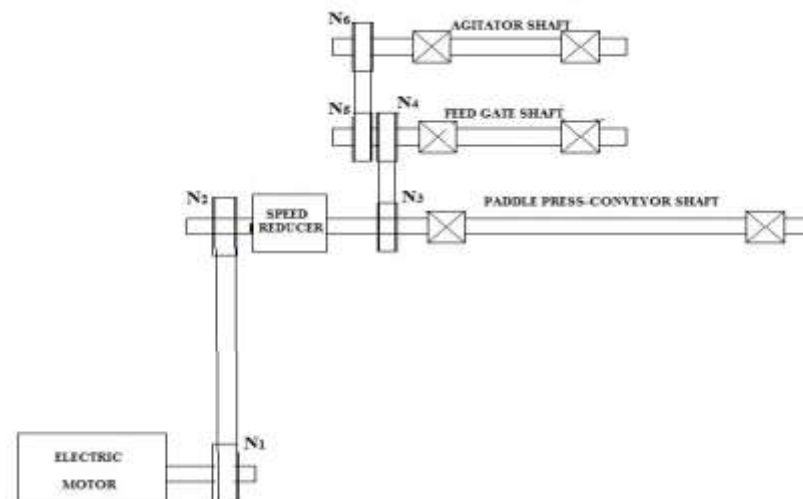 N₆
AGITATOR SHAFT
N₅
N₄
FEED GATE SHAFT
N₂
SPEED
REDUCER
N₃
PADDLE PRESS-CONVEYOR SHAFT
N₁
ELECTRIC
MOTOR